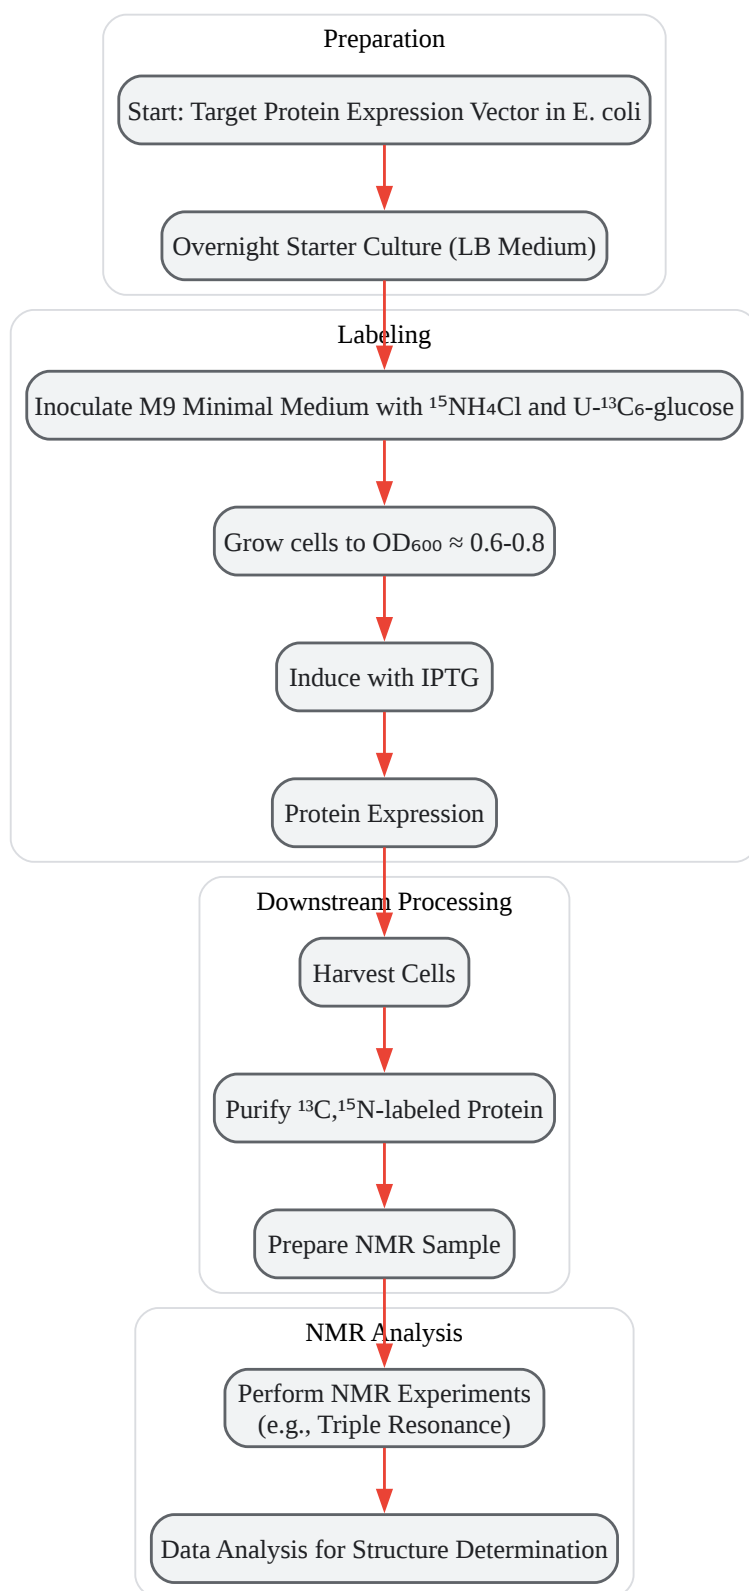 Preparation
Start: Target Protein Expression Vector in E. coli
Overnight Starter Culture (LB Medium)
Labeling
Inoculate M9 Minimal Medium with ¹⁵NH₄Cl and U-¹³C₆-glucose
Grow cells to OD₆₀₀ ≈ 0.6-0.8
Induce with IPTG
Protein Expression
Downstream Processing
Harvest Cells
Purify ¹³C,¹⁵N-labeled Protein
Prepare NMR Sample
NMR Analysis
Perform NMR Experiments
(e.g., Triple Resonance)
Data Analysis for Structure Determination